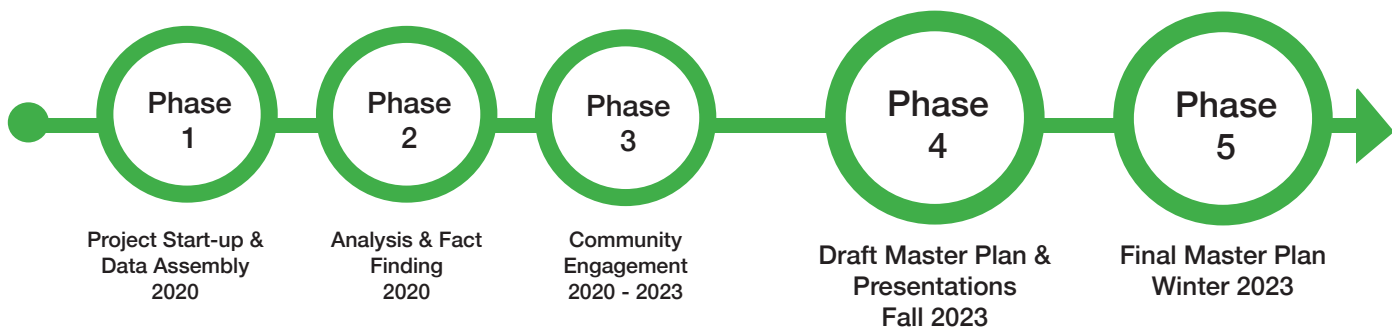 Phase
1
Phase
2
Phase
3
Phase
4
Phase
5
Project Start-up &
Data Assembly
2020
Analysis & Fact
Finding
2020
Community
Engagement
2020 - 2023
Draft Master Plan &
Presentations
Fall 2023
Final Master Plan
Winter 2023